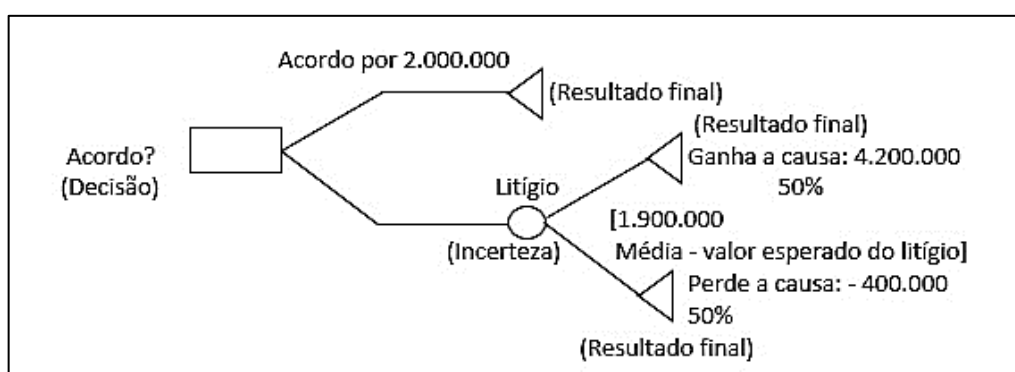 Acordo por 2.000.000
(Resultado final)
Acordo?
(Decisão)
Litígio
(Incerteza)
(Resultado final)
Ganha a causa: 4.200.000
50%
[1.900.000
Média - valor esperado do litígio]
Perde a causa: - 400.000
50%
(Resultado final)